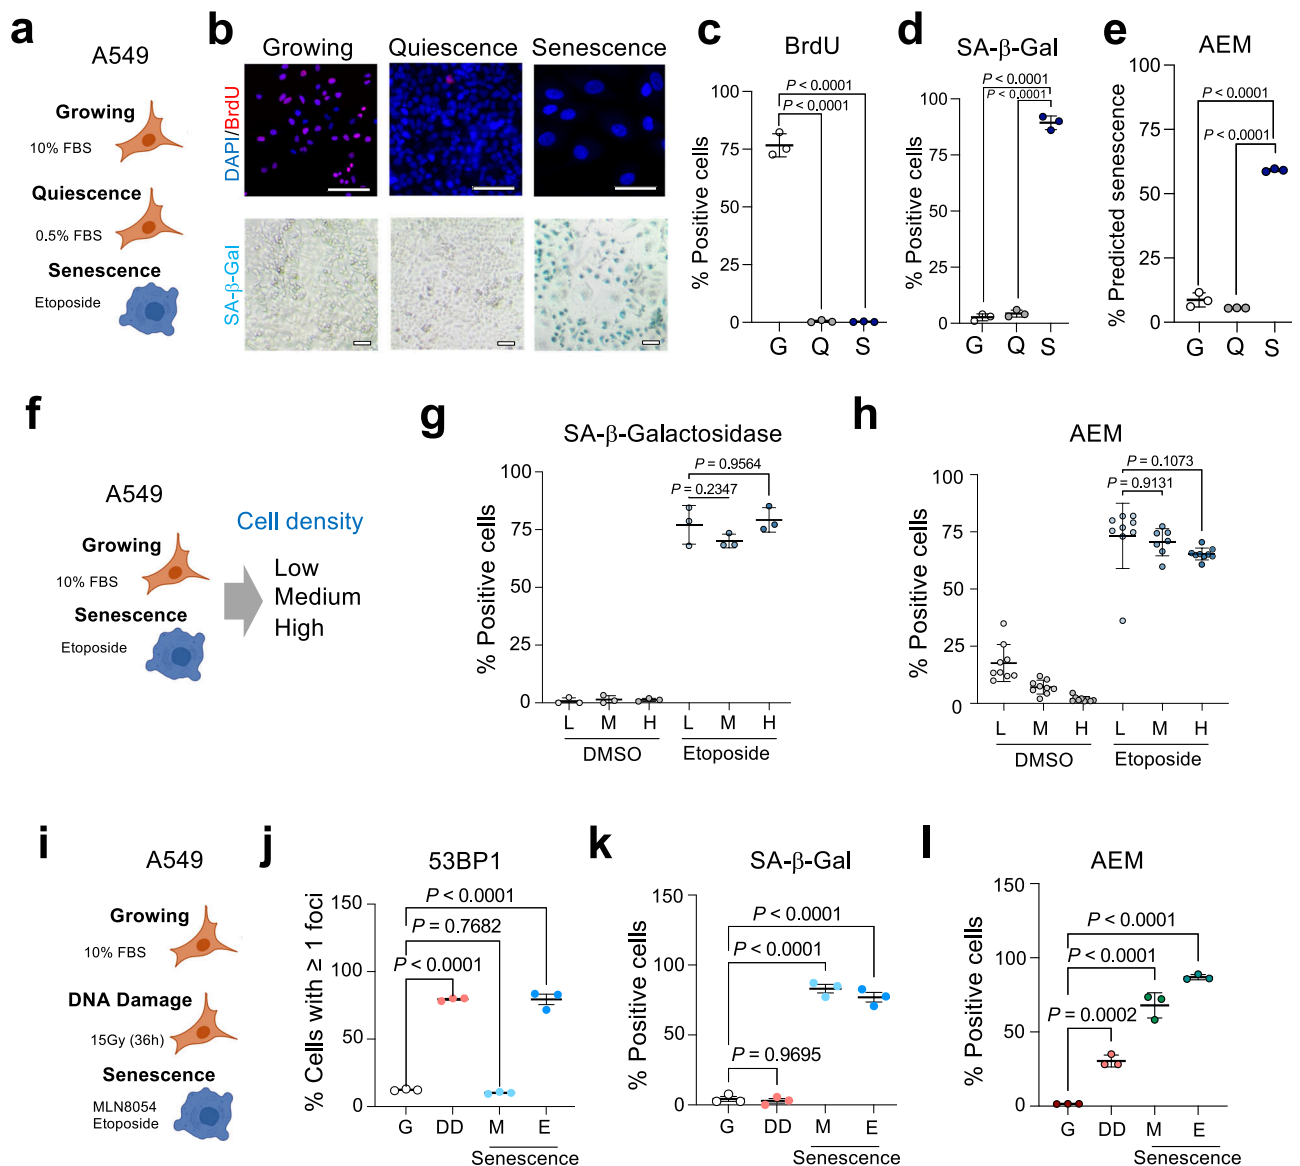 a
A549
Growing
10% FBS
Quiescence
0.5% FBS
Senescence
Etoposide
b
Growing Quiescence Senescence
DAPI/BrdU
SA-β-Gal
c
BrdU
P < 0.0001
P < 0.0001
% Positive cells
100
75
50
25
0
G Q S
d
SA-β-Gal
P < 0.0001
P < 0.0001
% Positive cells
100
75
50
25
0
G Q S
e
AEM
P < 0.0001
P < 0.0001
% Predicted senescence
100
50
0
G Q S
f
A549
Growing
10% FBS
Senescence
Etoposide
Cell density
Low
Medium
High
g
SA-β-Galactosidase
P = 0.9564
P = 0.2347
% Positive cells
100
75
50
25
0
L M H L M H
DMSO Etoposide
h
AEM
P = 0.1073
P = 0.9131
% Positive cells
100
75
50
25
0
L M H L M H
DMSO Etoposide
i
A549
Growing
10% FBS
DNA Damage
15Gy (36h)
Senescence
MLN8054
Etoposide
j
53BP1
P < 0.0001
P = 0.7682
P < 0.0001
% Cells with ≥ 1 foci
150
100
50
0
G DD M E
Senescence
k
SA-β-Gal
P < 0.0001
P < 0.0001
P = 0.9695
% Positive cells
150
100
50
0
G DD M E
Senescence
l
AEM
P < 0.0001
P < 0.0001
P = 0.0002
% Positive cells
150
100
50
0
G DD M E
Senescence